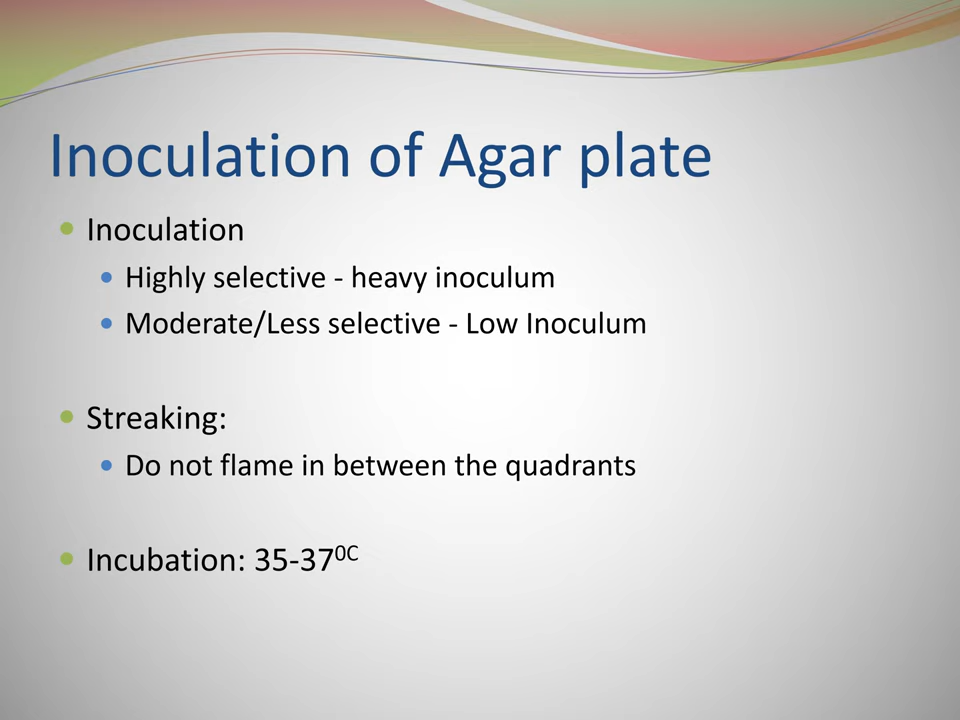 Inoculation of Agar plate
Inoculation
Highly selective - heavy inoculum
Moderate/Less selective - Low Inoculum
Streaking:
Do not flame in between the quadrants
Incubation: 35-37⁰ᶜ